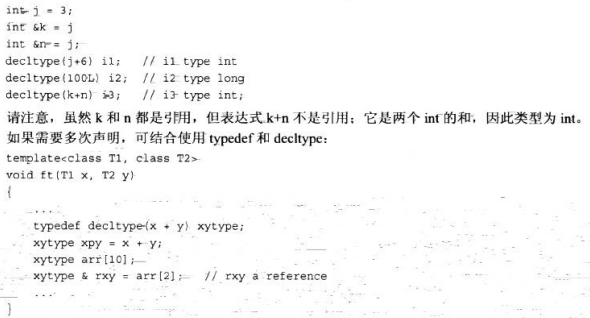 int j = 3;
int &k = j
int &n = j;
decltype(j+6) i1;   // i1 type int
decltype(100L) i2;  // i2 type long
decltype(k+n) i3;   // i3 type int;
请注意，虽然 k 和 n 都是引用，但表达式 k+n 不是引用；它是两个 int 的和，因此类型为 int。
如果需要多次声明，可结合使用 typedef 和 decltype：
template<class T1, class T2>
void ft(T1 x, T2 y)
{
    ...
    typedef decltype(x + y) xytype;
    xytype xpy = x + y;
    xytype arr[10];
    xytype & rxy = arr[2];   // rxy a reference
    ...
}